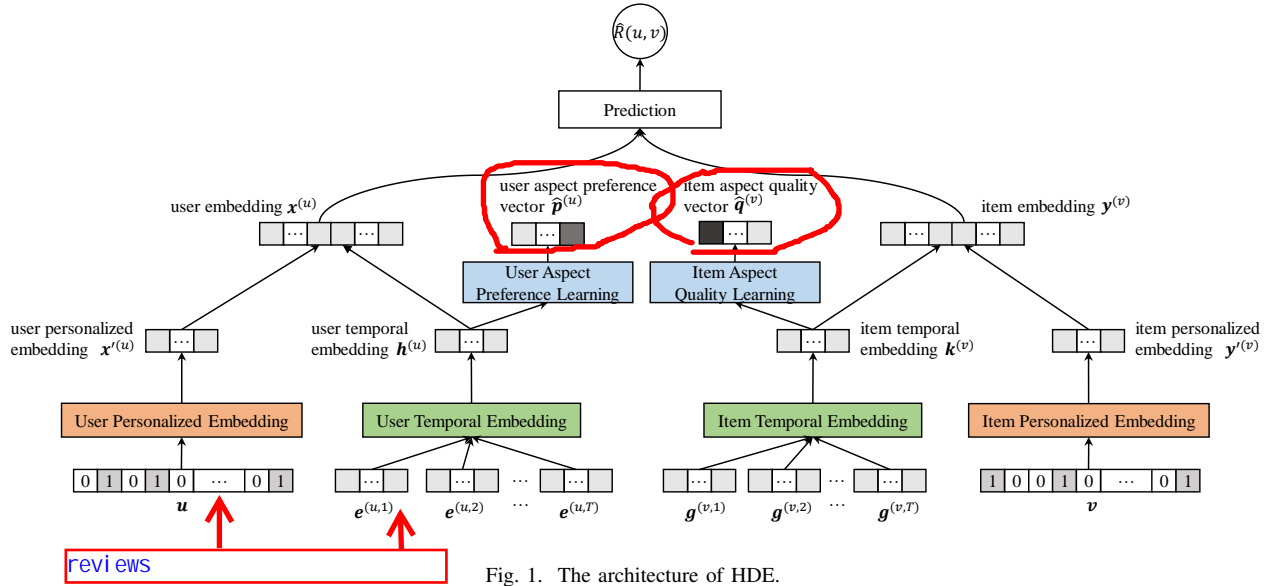 R̂(u, v)
Prediction
user aspect preference
vector p̂^(u)
item aspect quality
vector q̂^(v)
user embedding x^(u)
item embedding y^(v)
... ...
...
...
... ...
User Aspect
Preference Learning
Item Aspect
Quality Learning
user personalized
embedding x′^(u)
user temporal
embedding h^(u)
item temporal
embedding k^(v)
item personalized
embedding y′^(v)
...
...
...
...
User Personalized Embedding
User Temporal Embedding
Item Temporal Embedding
Item Personalized Embedding
0 1 0 1 0 ... 0 1
... ... ... ...
... ... ... ...
1 0 0 1 0 ... 0 1
u
e^(u,1) e^(u,2) ... e^(u,T)
g^(v,1) g^(v,2) ... g^(v,T)
v
reviews
Fig. 1. The architecture of HDE.